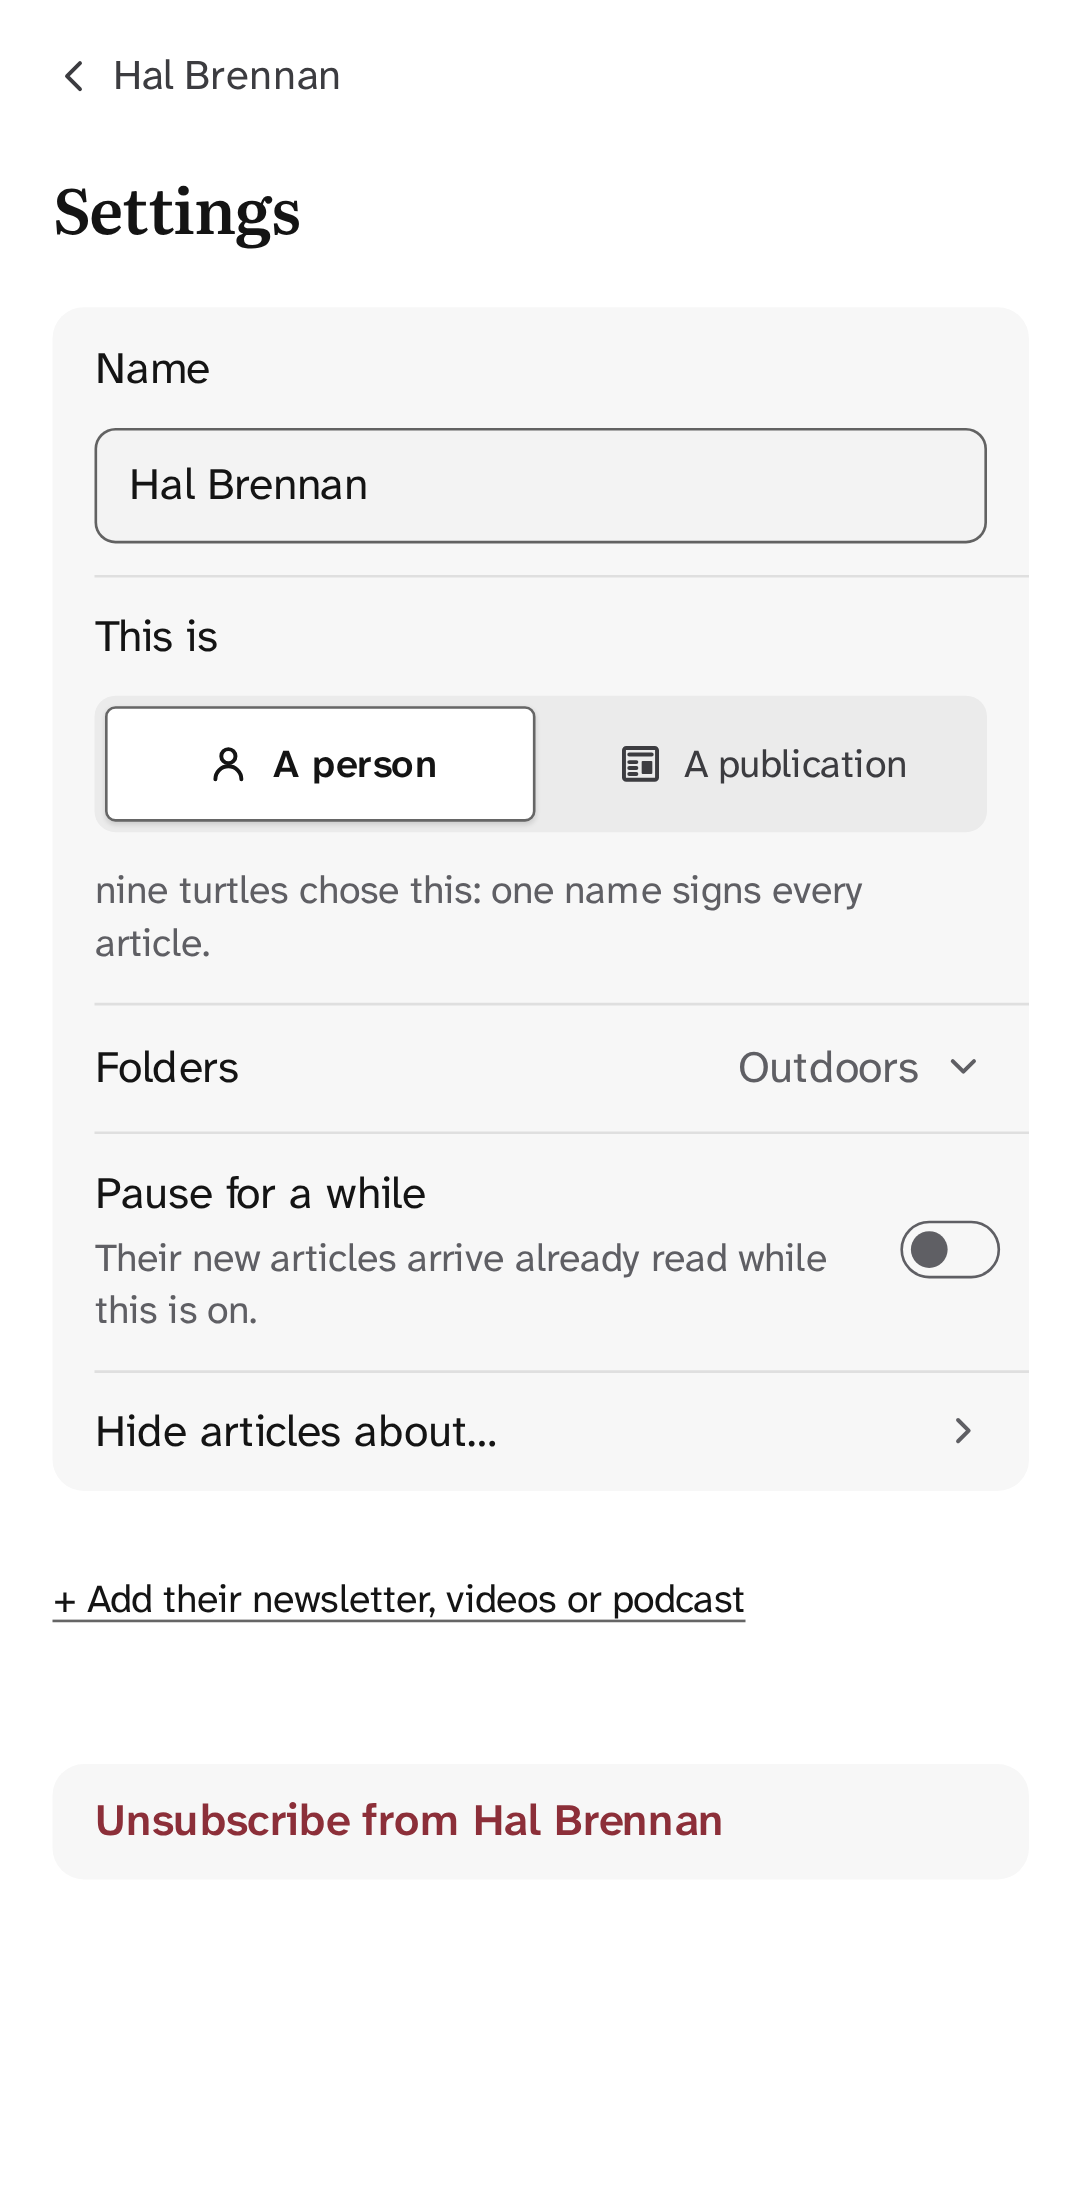 Hal Brennan
Settings
Name
Hal Brennan
This is
A person
A publication
nine turtles chose this: one name signs every
article.
Folders
Outdoors
Pause for a while
Their new articles arrive already read while
this is on.
Hide articles about...
+ Add their newsletter, videos or podcast
Unsubscribe from Hal Brennan